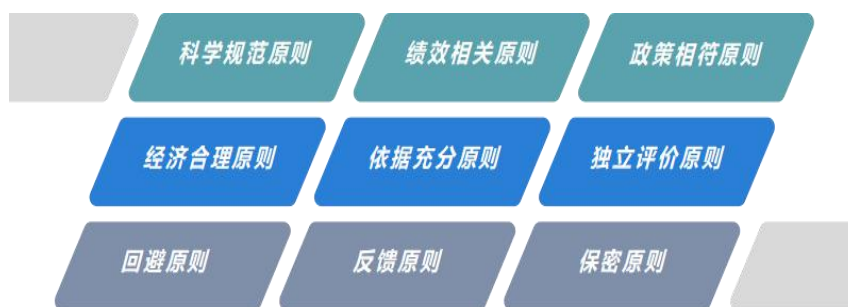 科学规范原则
绩效相关原则
政策相符原则
经济合理原则
依据充分原则
独立评价原则
回避原则
反馈原则
保密原则